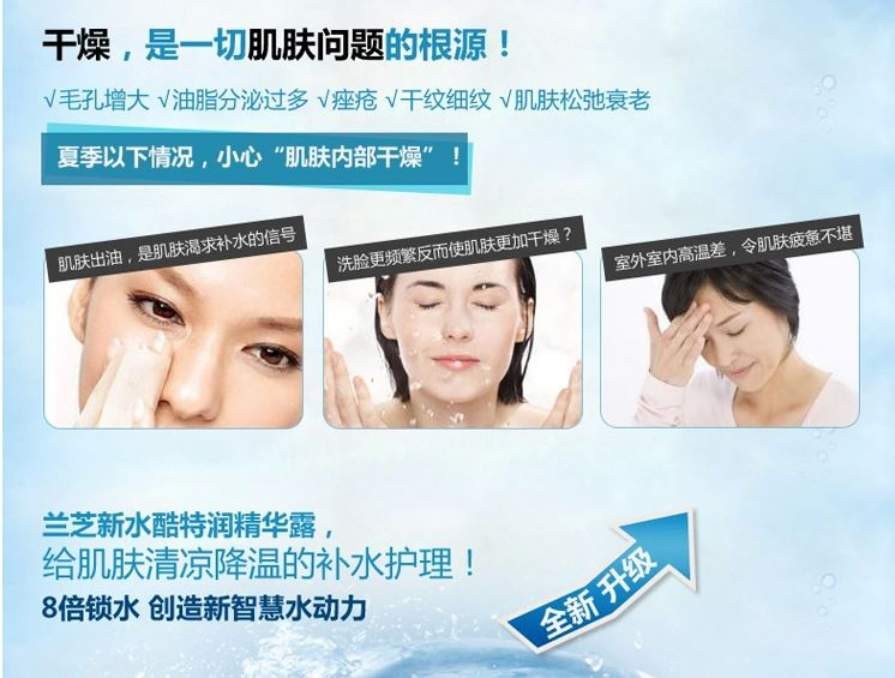 干燥，是一切肌肤问题的根源！
√毛孔增大 √油脂分泌过多 √痤疮 √干纹细纹 √肌肤松弛衰老
夏季以下情况，小心“肌肤内部干燥”！
肌肤出油，是肌肤渴求补水的信号
洗脸更频繁反而使肌肤更加干燥？
室外室内高温差，令肌肤疲惫不堪
兰芝新水酷特润精华露，
给肌肤清凉降温的补水护理！
8倍锁水 创造新智慧水动力
全新 升级